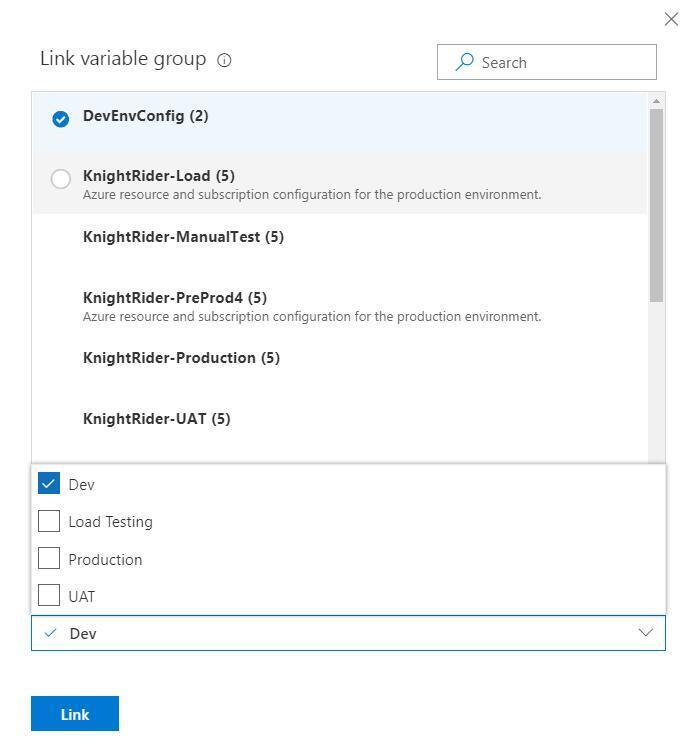 Link variable group
Search
DevEnvConfig (2)
KnightRider-Load (5)
Azure resource and subscription configuration for the production environment.
KnightRider-ManualTest (5)
KnightRider-PreProd4 (5)
Azure resource and subscription configuration for the production environment.
KnightRider-Production (5)
KnightRider-UAT (5)
Dev
Load Testing
Production
UAT
Dev
Link